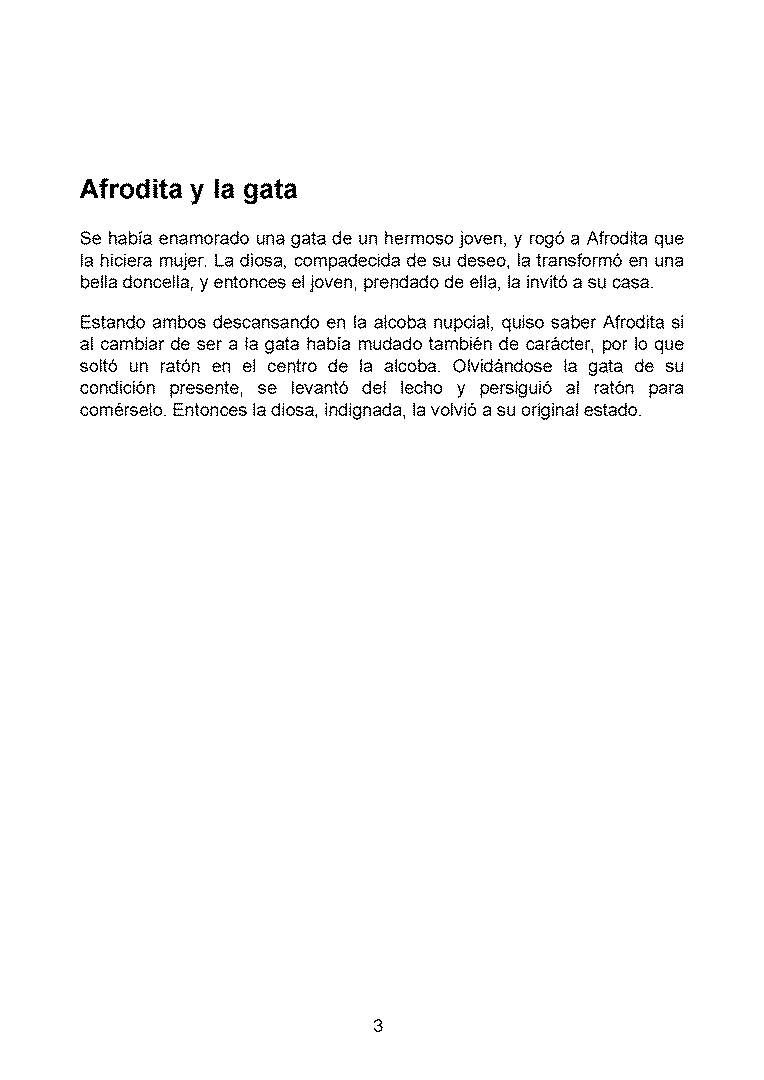 Afrodita y la gata
Se había enamorado una gata de un hermoso joven, y rogó a Afrodita que
la hiciera mujer. La diosa, compadecida de su deseo, la transformó en una
bella doncella, y entonces el joven, prendado de ella, la invitó a su casa.
Estando ambos descansando en la alcoba nupcial, quiso saber Afrodita si
al cambiar de ser a la gata había mudado también de carácter, por lo que
soltó un ratón en el centro de la alcoba. Olvidándose la gata de su
condición presente, se levantó del lecho y persiguió al ratón para
comérselo. Entonces la diosa, indignada, la volvió a su original estado.
3